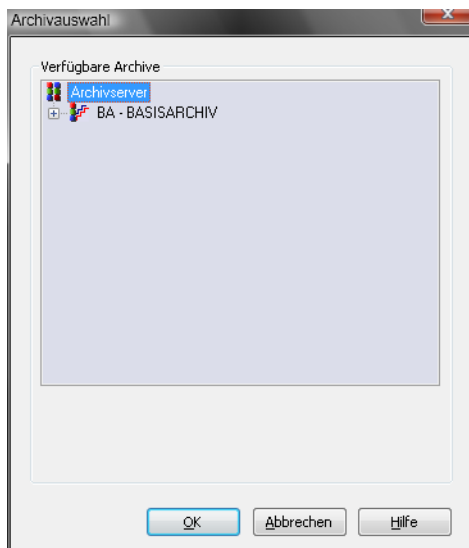 Archivauswahl
Verfügbare Archive
Archivserver
BA - BASISARCHIV
OK
Abbrechen
Hilfe